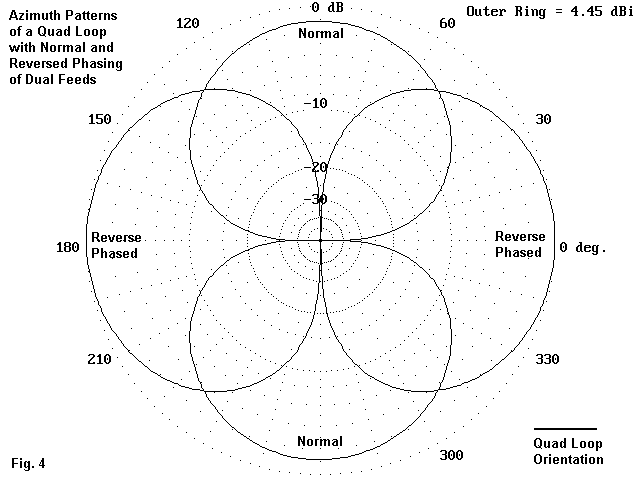 Azimuth Patterns
of a Quad Loop
with Normal and
Reversed Phasing
of Dual Feeds
0 dB
Outer Ring = 4.45 dBi
120
60
Normal
-10
150
30
-20
-30
180
Reverse
Phased
Reverse
Phased
0 deg.
210
330
Normal
300
Quad Loop
Orientation
Fig. 4